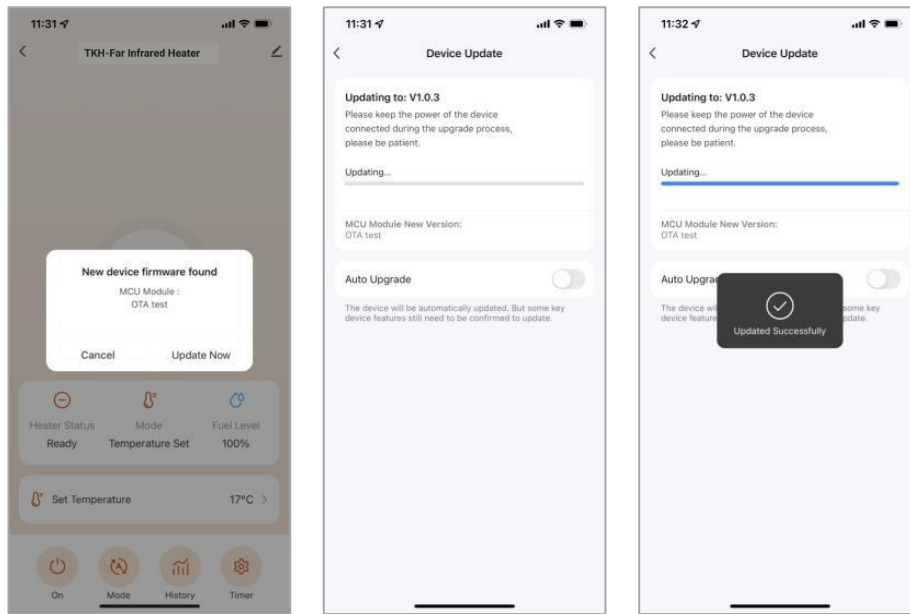 11:31
TKH-Far Infrared Heater
New device firmware found
MCU Module :
OTA test
Cancel
Update Now
Heater Status
Mode
Fuel Level
Ready
Temperature Set
100%
Set Temperature
17°C
On
Mode
History
Timer
11:31
Device Update
Updating to: V1.0.3
Please keep the power of the device
connected during the upgrade process,
please be patient.
Updating...
MCU Module New Version:
OTA test
Auto Upgrade
The device will be automatically updated. But some key
device features still need to be confirmed to update.
11:32
Device Update
Updating to: V1.0.3
Please keep the power of the device
connected during the upgrade process,
please be patient.
Updating...
MCU Module New Version:
OTA test
Auto Upgra
The device wil
some key
device feature
pdate.
Updated Successfully